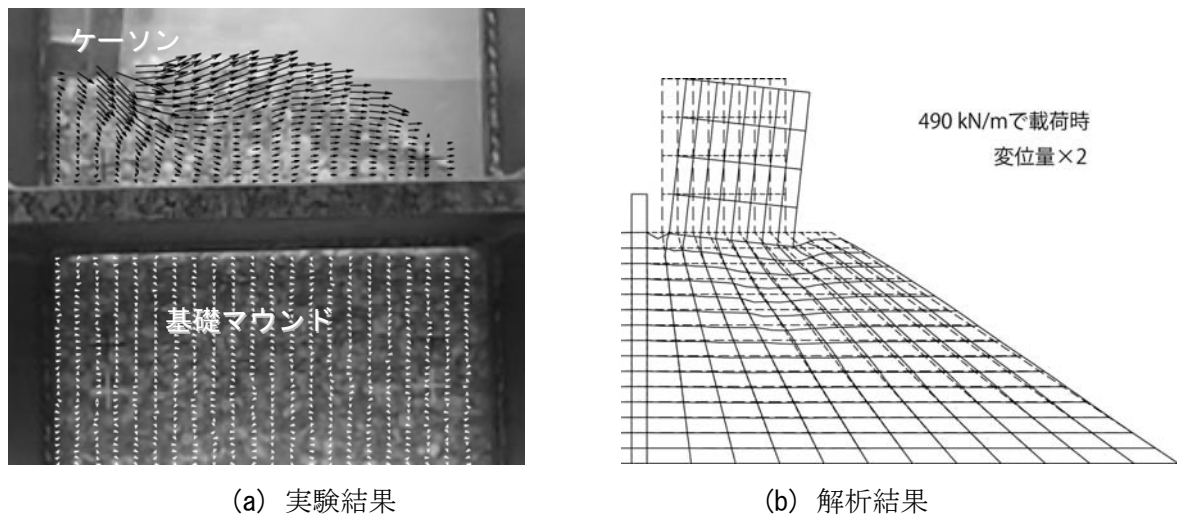 ケーソン
基礎マウンド
490 kN/mで載荷時
変位量×2
(a) 実験結果
(b) 解析結果